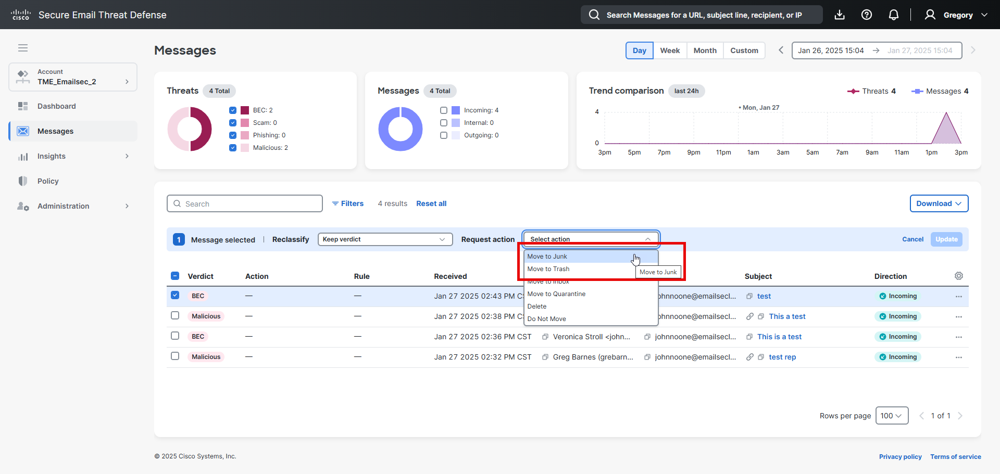 cisco Secure Email Threat Defense
Search Messages for a URL, subject line, recipient, or IP
Gregory
Account
TME_Emailsec_2
Dashboard
Messages
Insights
Policy
Administration
Messages
Day Week Month Custom
Jan 26, 2025 15:04 → Jan 27, 2025 15:04
Threats 4 Total
BEC: 2
Scam: 0
Phishing: 0
Malicious: 2
Messages 4 Total
Incoming: 4
Internal: 0
Outgoing: 0
Trend comparison last 24h
Threats 4 Messages 4
• Mon, Jan 27
4
0
3pm 5pm 7pm 9pm 11pm 1am 3am 5am 7am 9am 11am 1pm 3pm
Search Filters 4 results Reset all Download
1 Message selected | Reclassify Keep verdict Request action Select action Cancel Update
Move to Junk
Move to Trash
Move to Junk
Move to Inbox
Move to Quarantine
Delete
Do Not Move
Verdict Action Rule Received Subject Direction
BEC — — Jan 27 2025 02:43 PM CS johnnoone@emailsecl... test Incoming ...
Malicious — — Jan 27 2025 02:38 PM CS johnnoone@emailsecl... This a test Incoming ...
BEC — — Jan 27 2025 02:36 PM CST Veronica Stroll <john... johnnoone@emailsecl... This is a test Incoming ...
Malicious — — Jan 27 2025 02:32 PM CST Greg Barnes (grebarn... johnnoone@emailsecl... test rep Incoming ...
Rows per page 100 1 of 1
© 2025 Cisco Systems, Inc.
Privacy policy Terms of service